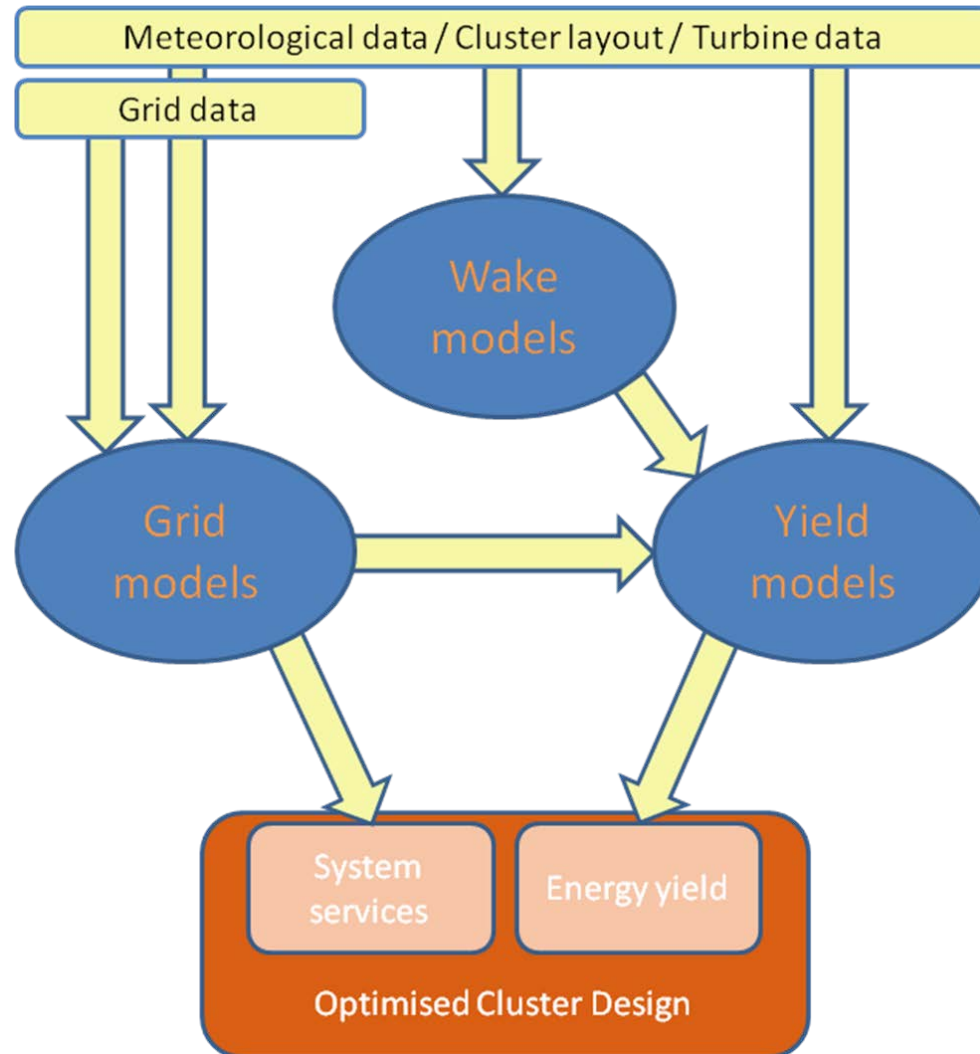 Meteorological data / Cluster layout / Turbine data
Grid data
Wake
models
Grid
models
Yield
models
System
services
Energy yield
Optimised Cluster Design